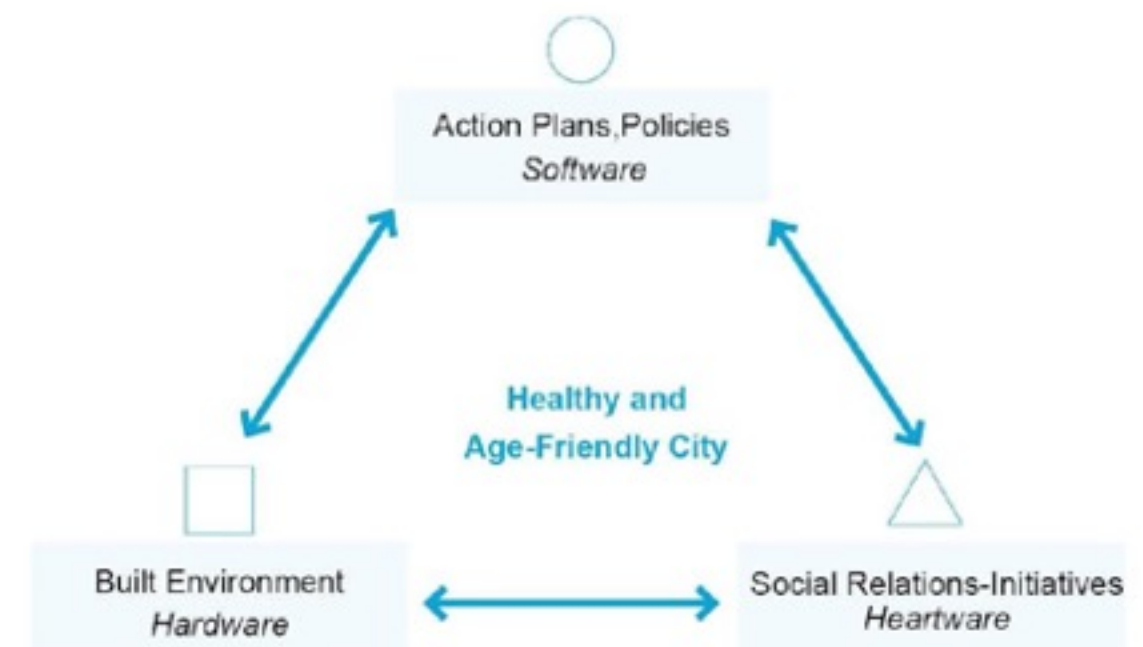 Action Plans,Policies
Software
Healthy and
Age-Friendly City
Built Environment
Hardware
Social Relations-Initiatives
Heartware